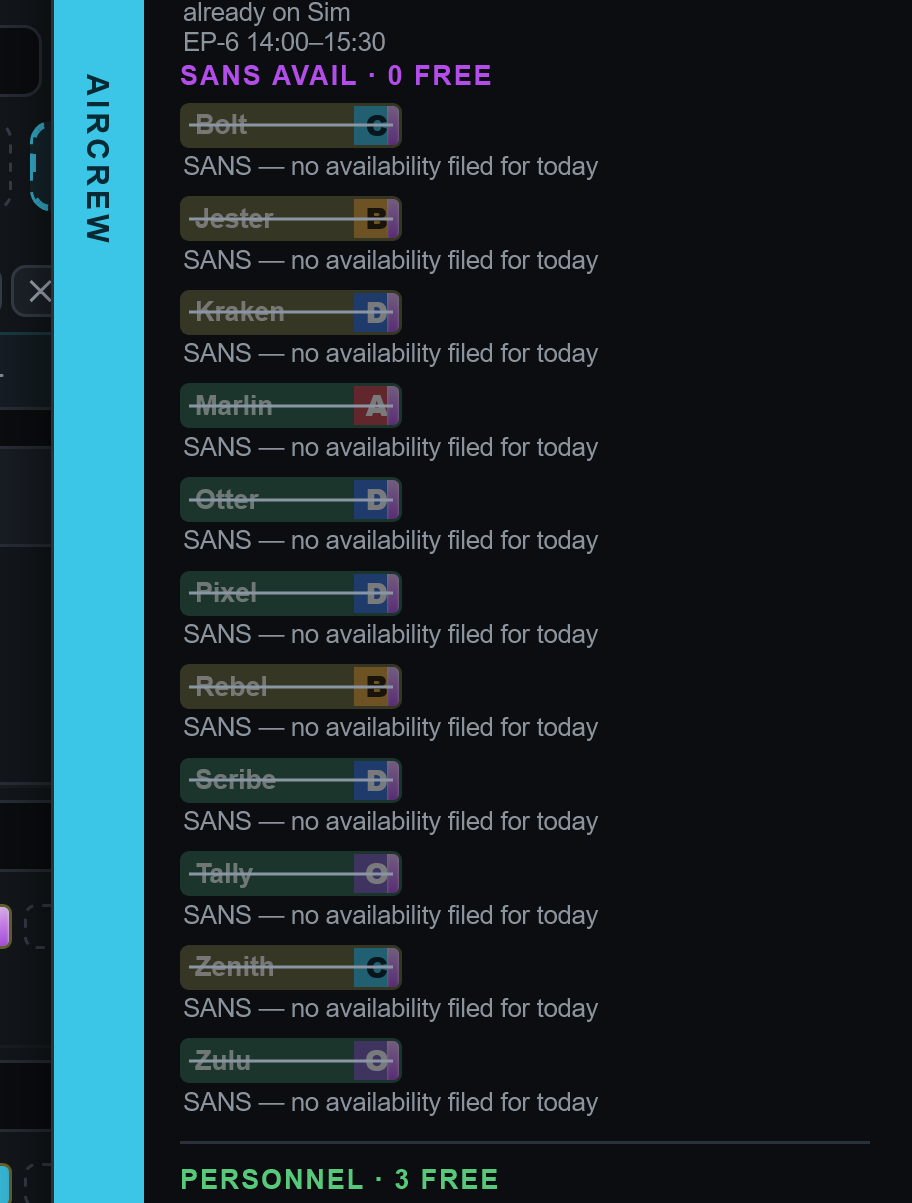 already on Sim
EP-6 14:00–15:30
AIRCREW
SANS AVAIL · 0 FREE
Bolt C
SANS — no availability filed for today
Jester B
SANS — no availability filed for today
Kraken D
SANS — no availability filed for today
Marlin A
SANS — no availability filed for today
Otter D
SANS — no availability filed for today
Pixel D
SANS — no availability filed for today
Rebel B
SANS — no availability filed for today
Scribe D
SANS — no availability filed for today
Tally O
SANS — no availability filed for today
Zenith C
SANS — no availability filed for today
Zulu O
SANS — no availability filed for today
PERSONNEL · 3 FREE